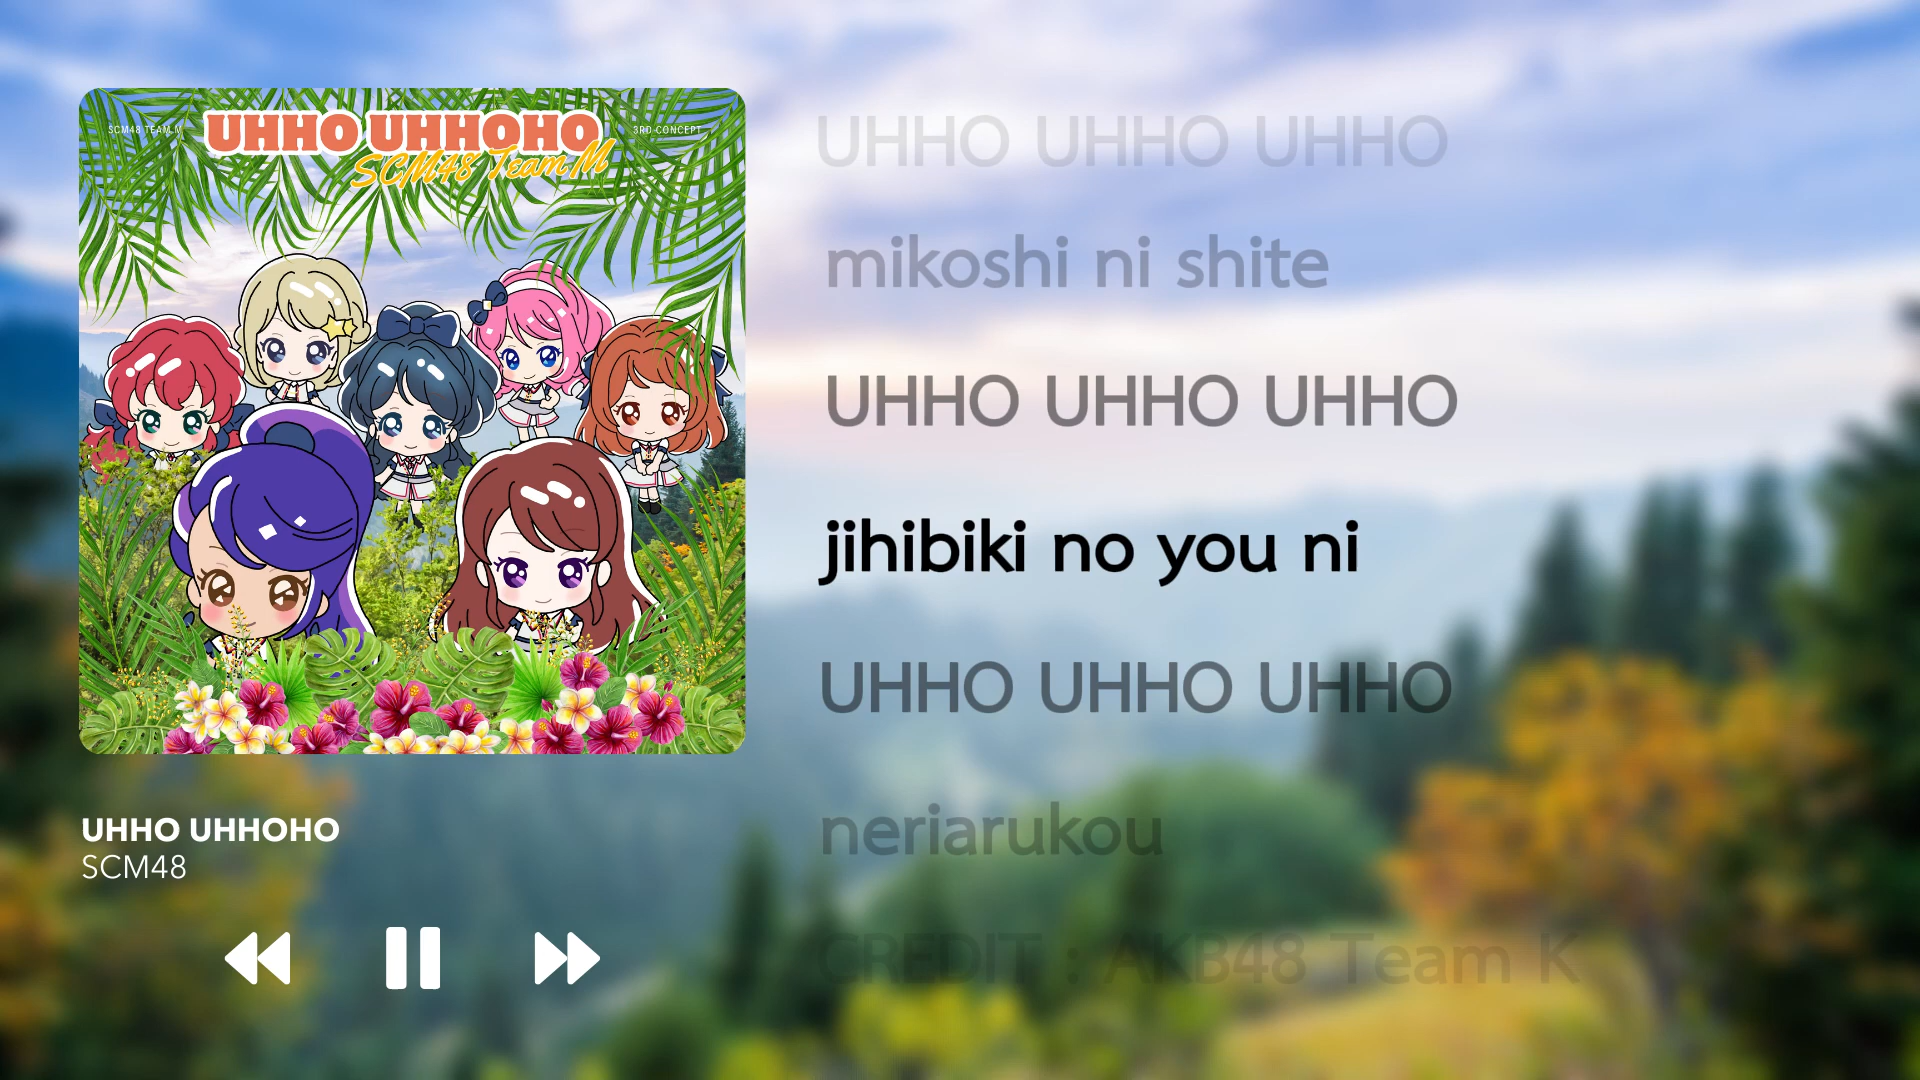 SCM48 TEAM M
UHHO UHHOHO
3RD CONCEPT
SCM48 Team M
UHHO UHHOHO
SCM48
UHHO UHHO UHHO
mikoshi ni shite
UHHO UHHO UHHO
jihibiki no you ni
UHHO UHHO UHHO
neriarukou
CREDIT : AKB48 Team K